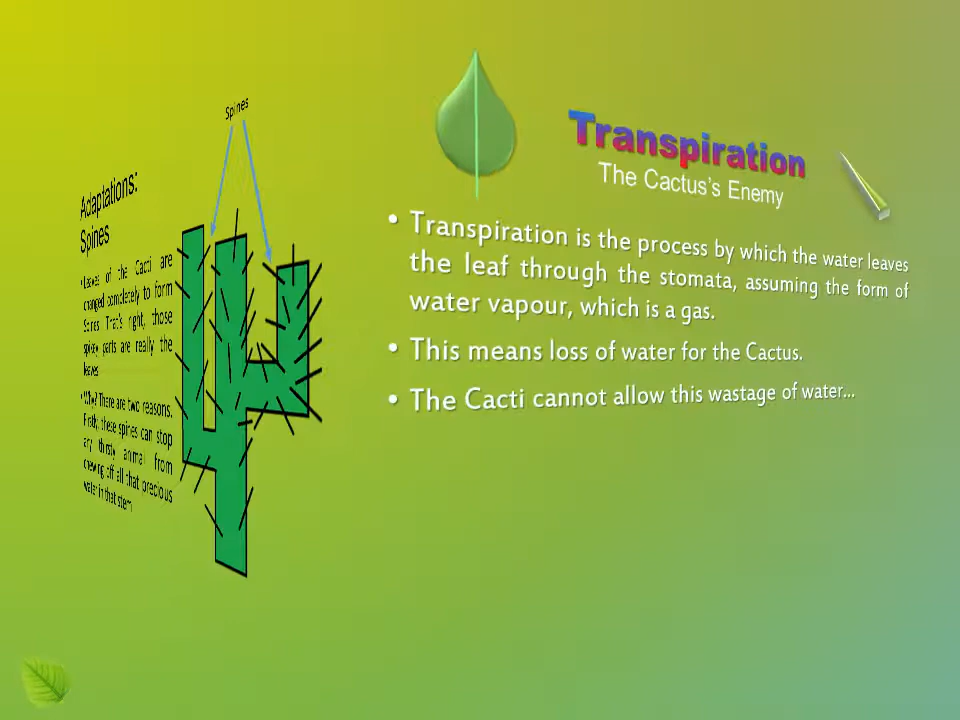 Spines
Adaptations:
Spines
•Leaves of the Cacti are
changed completely to form
Spines. That's right, those
spikey parts are really the
leaves
•Why? There are two reasons.
Firstly, these spines can stop
any thirsty animal from
chewing off all that precious
water in that stem
Transpiration
The Cactus's Enemy
• Transpiration is the process by which the water leaves
the leaf through the stomata, assuming the form of
water vapour, which is a gas.
• This means loss of water for the Cactus.
• The Cacti cannot allow this wastage of water...